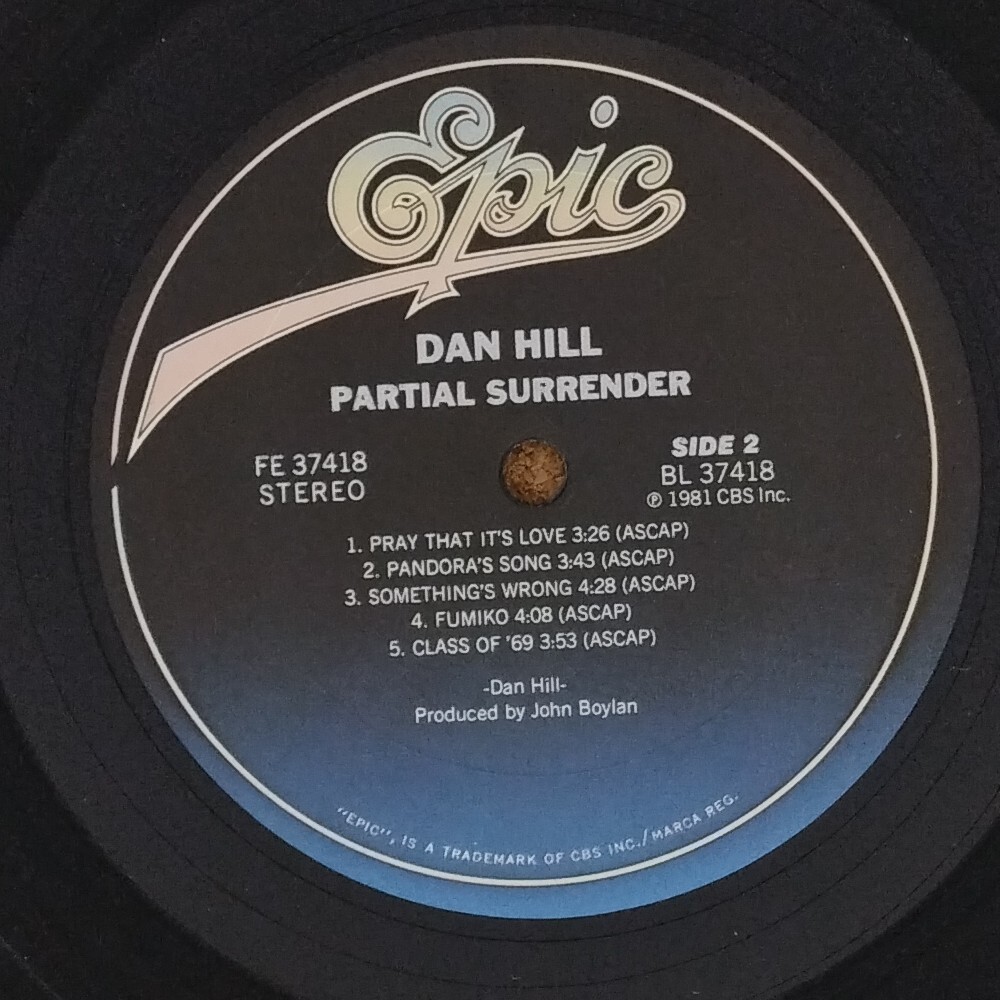 Epic
DAN HILL
PARTIAL SURRENDER
FE 37418
STEREO
SIDE 2
BL 37418
℗ 1981 CBS Inc.
1. PRAY THAT IT'S LOVE 3:26 (ASCAP)
2. PANDORA'S SONG 3:43 (ASCAP)
3. SOMETHING'S WRONG 4:28 (ASCAP)
4. FUMIKO 4:08 (ASCAP)
5. CLASS OF '69 3:53 (ASCAP)
-Dan Hill-
Produced by John Boylan
"EPIC", IS A TRADEMARK OF CBS INC./MARCA REG.